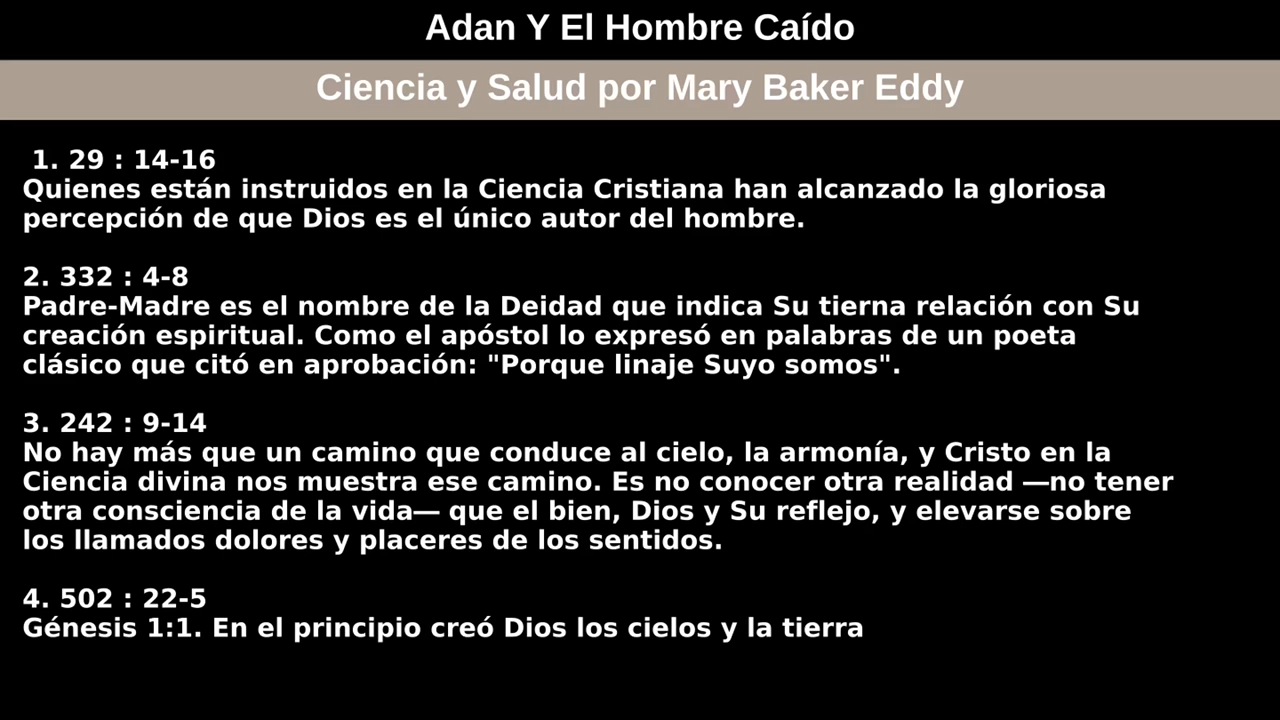 Adan Y El Hombre Caído
Ciencia y Salud por Mary Baker Eddy
1. 29 : 14-16
Quienes están instruidos en la Ciencia Cristiana han alcanzado la gloriosa
percepción de que Dios es el único autor del hombre.
2. 332 : 4-8
Padre-Madre es el nombre de la Deidad que indica Su tierna relación con Su
creación espiritual. Como el apóstol lo expresó en palabras de un poeta
clásico que citó en aprobación: "Porque linaje Suyo somos".
3. 242 : 9-14
No hay más que un camino que conduce al cielo, la armonía, y Cristo en la
Ciencia divina nos muestra ese camino. Es no conocer otra realidad —no tener
otra consciencia de la vida— que el bien, Dios y Su reflejo, y elevarse sobre
los llamados dolores y placeres de los sentidos.
4. 502 : 22-5
Génesis 1:1. En el principio creó Dios los cielos y la tierra